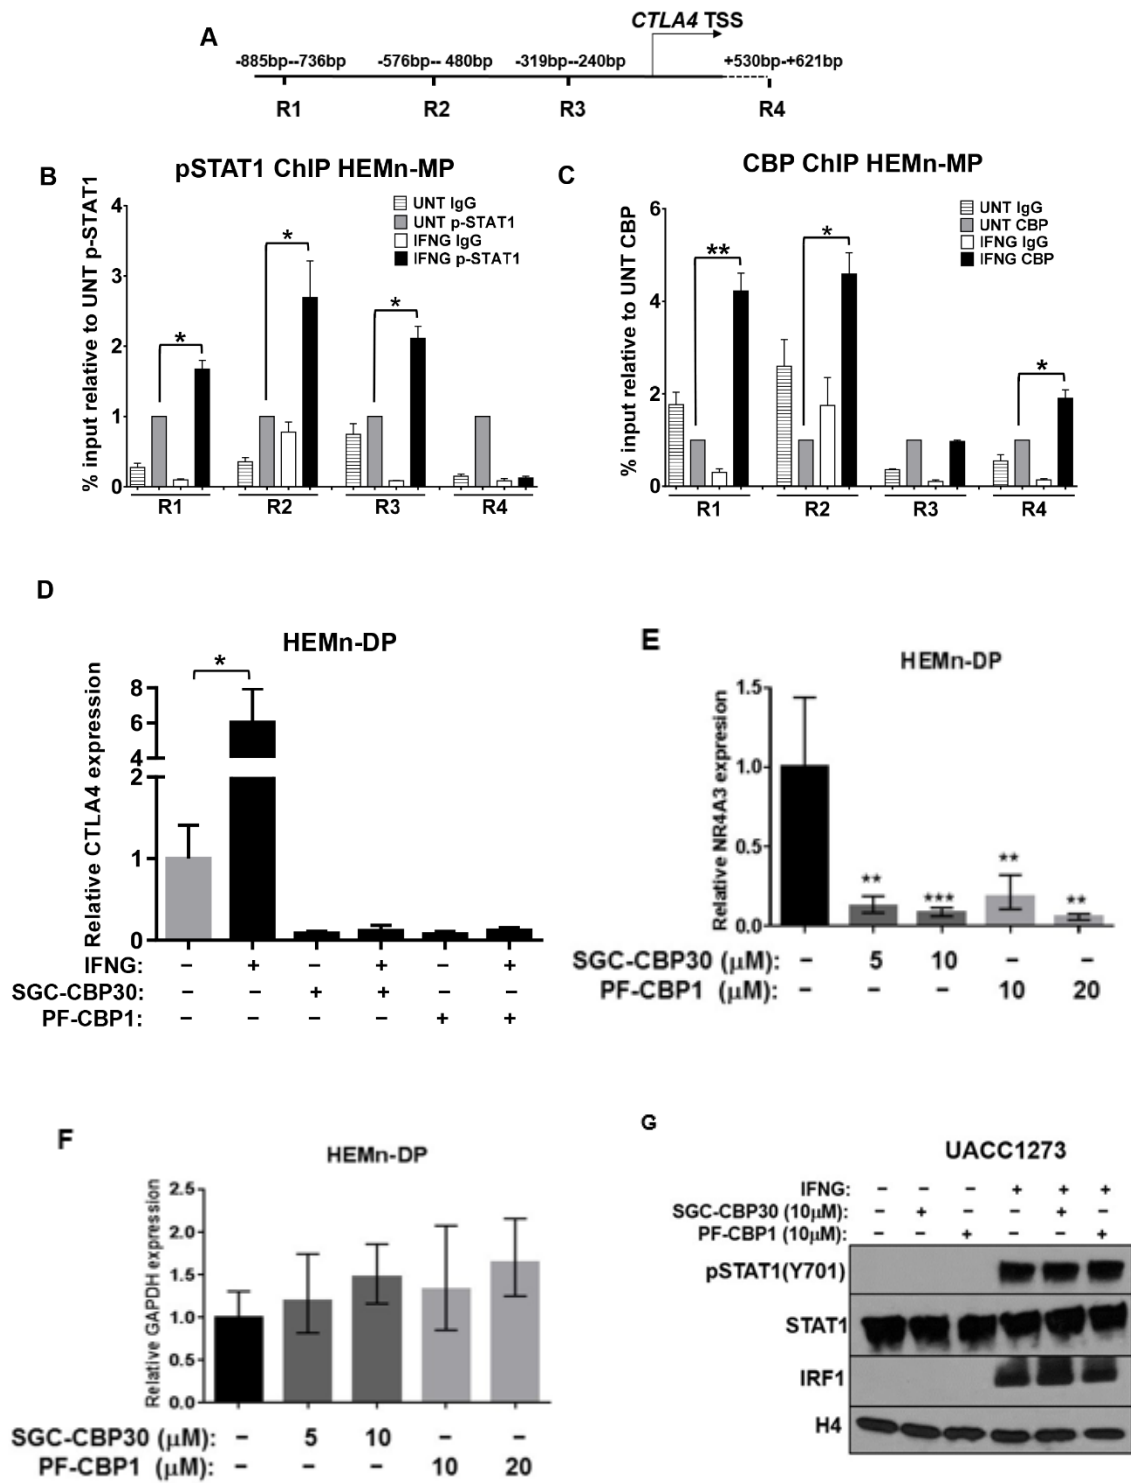 A
CTLA4 TSS
-885bp--736bp -576bp-- 480bp -319bp--240bp +530bp-+621bp
R1 R2 R3 R4
B
pSTAT1 ChIP HEMn-MP
% input relative to UNT p-STAT1
4
3
2
1
0
UNT IgG
UNT p-STAT1
IFNG IgG
IFNG p-STAT1
* * *
R1 R2 R3 R4
C
CBP ChIP HEMn-MP
% input relative to UNT CBP
6
4
2
0
UNT IgG
UNT CBP
IFNG IgG
IFNG CBP
** * *
R1 R2 R3 R4
D
HEMn-DP
Relative CTLA4 expression
8
6
4
2
1
0
*
IFNG: − + − + − +
SGC-CBP30: − − + + − −
PF-CBP1: − − − − + +
E
HEMn-DP
Relative NR4A3 expresion
1.5
1.0
0.5
0.0
** *** ** **
SGC-CBP30 (μM): − 5 10 − −
PF-CBP1 (μM): − − − 10 20
F
HEMn-DP
Relative GAPDH expression
2.5
2.0
1.5
1.0
0.5
0.0
SGC-CBP30 (μM): − 5 10 − −
PF-CBP1 (μM): − − − 10 20
G
UACC1273
IFNG: − − − + + +
SGC-CBP30 (10μM): − + − +
PF-CBP1 (10μM): − + − +
pSTAT1(Y701)
STAT1
IRF1
H4